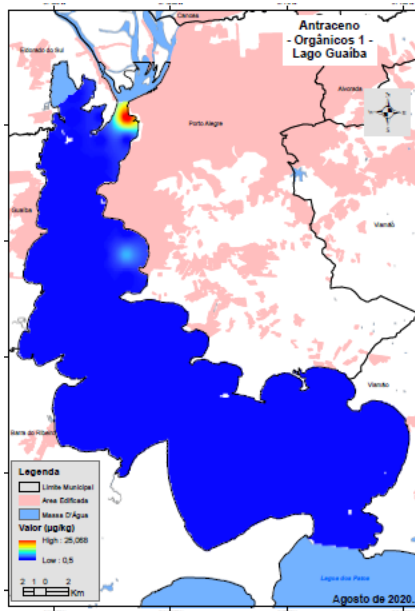 Antraceno
- Orgânicos 1 -
Lago Guaíba
Canoas
Eldorado do Sul
Alvorada
Porto Alegre
Guaíba
Viamão
Viamão
Barra do Ribeiro
Legenda
Limite Municipal
Area Edificada
Massa D'Água
Valor (µg/kg)
High : 25,068
Low : 0,5
2 1 0 2
Km
Lagoa dos Patos
Agosto de 2020.